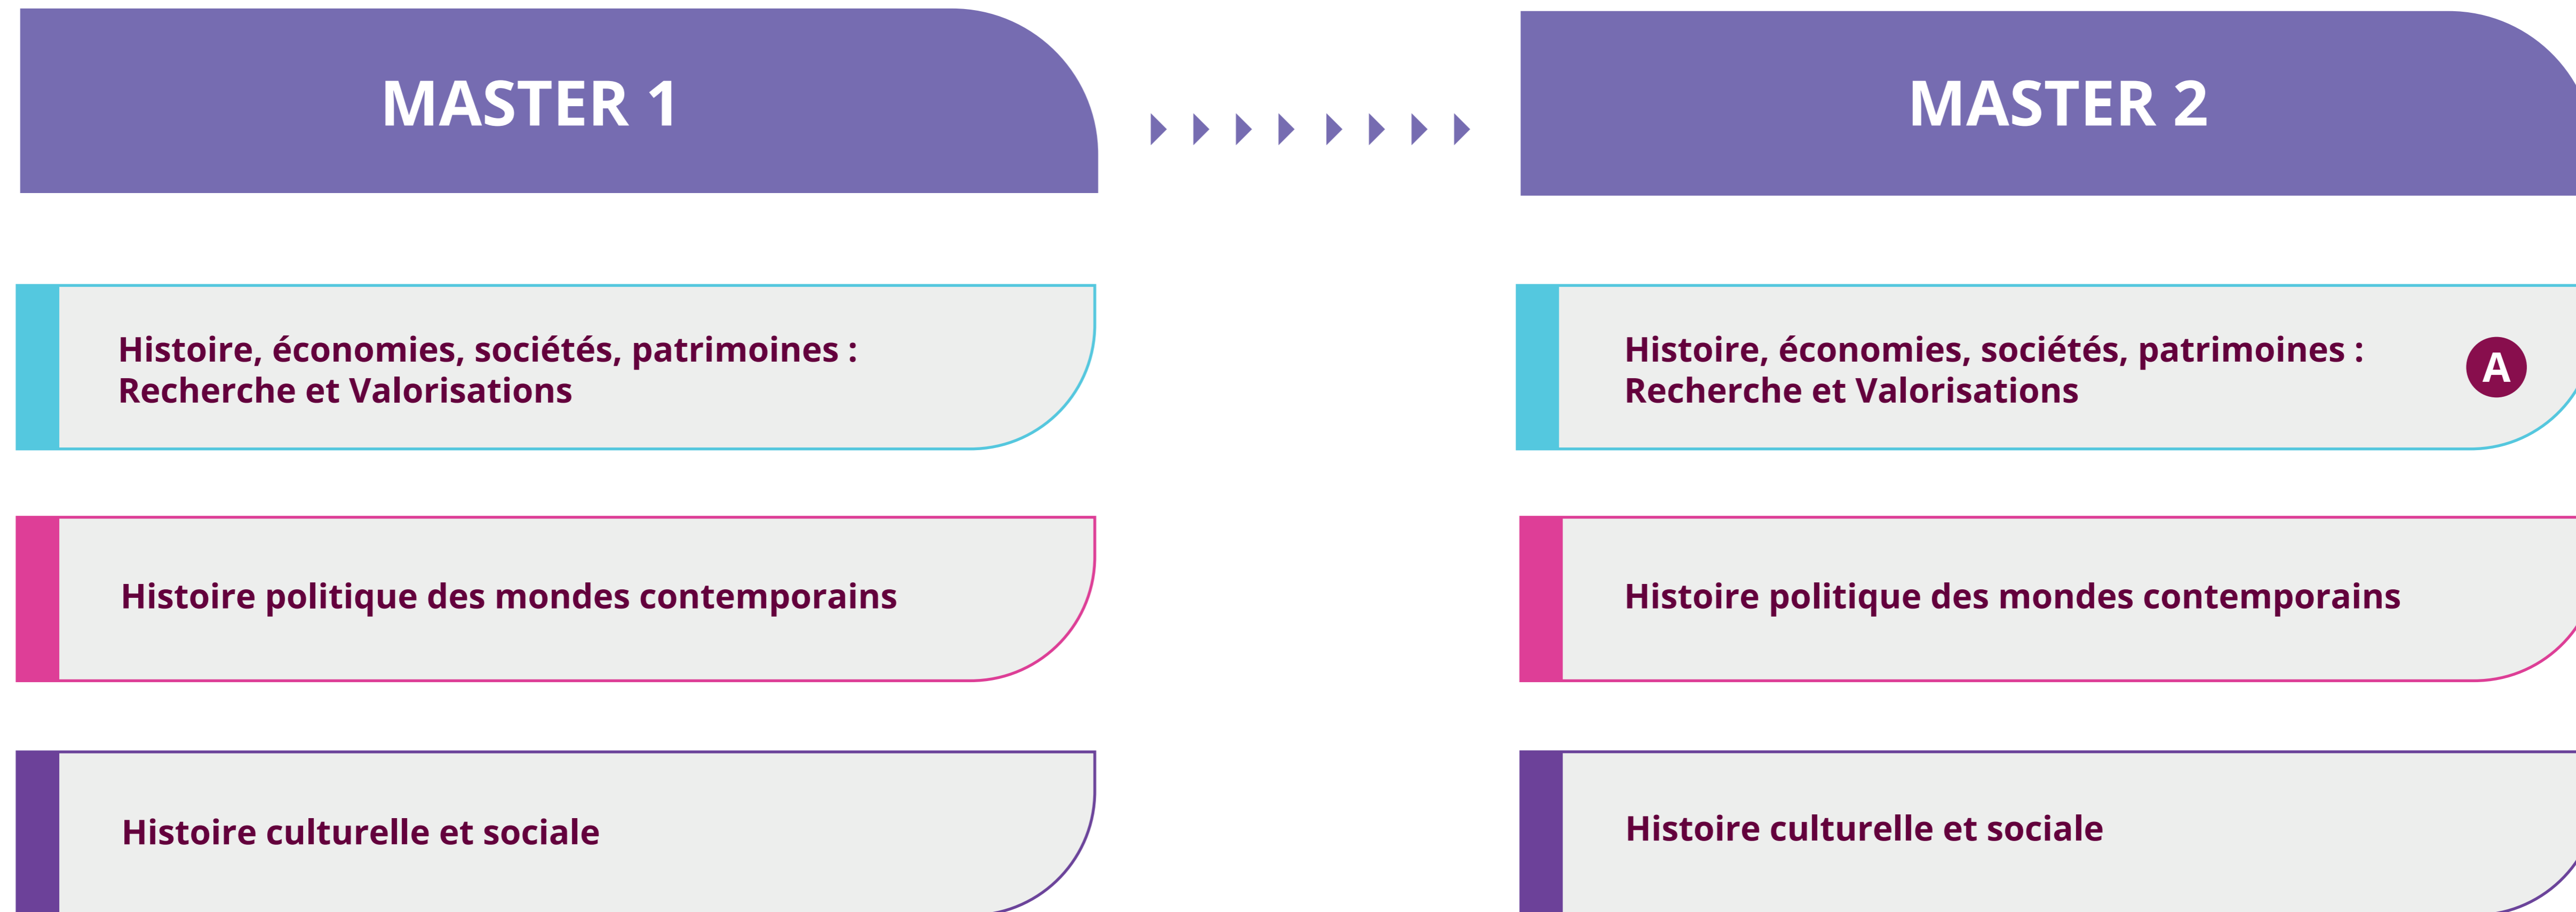 MASTER 1
MASTER 2
Histoire, économies, sociétés, patrimoines :
Recherche et Valorisations
Histoire, économies, sociétés, patrimoines :
Recherche et Valorisations
A
Histoire politique des mondes contemporains
Histoire politique des mondes contemporains
Histoire culturelle et sociale
Histoire culturelle et sociale